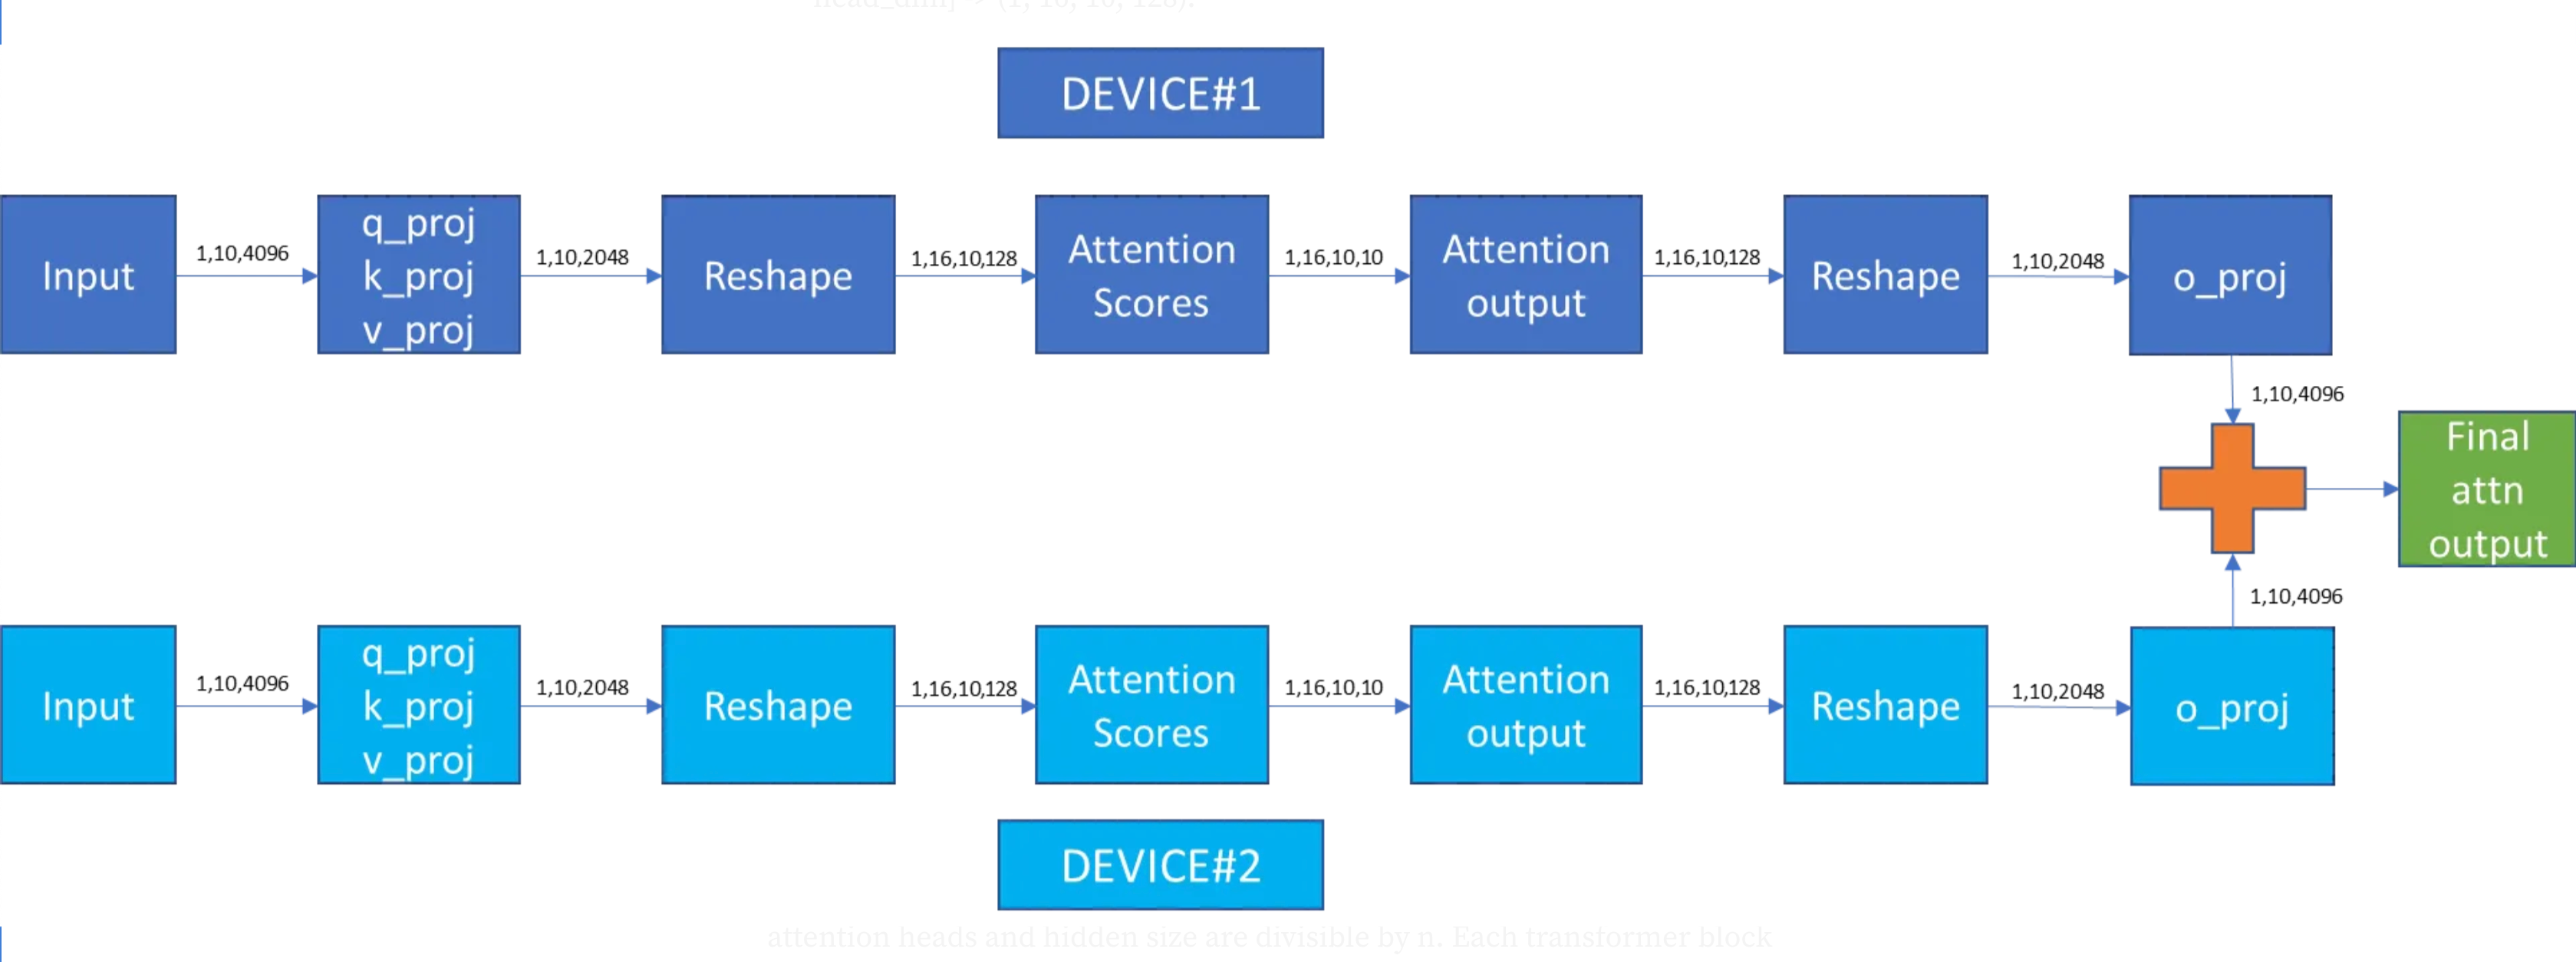 head_dim] -> (1, 16, 10, 128).
DEVICE#1
Input
1,10,4096
q_proj
k_proj
v_proj
1,10,2048
Reshape
1,16,10,128
Attention
Scores
1,16,10,10
Attention
output
1,16,10,128
Reshape
1,10,2048
o_proj
1,10,4096
Final
attn
output
1,10,4096
Input
1,10,4096
q_proj
k_proj
v_proj
1,10,2048
Reshape
1,16,10,128
Attention
Scores
1,16,10,10
Attention
output
1,16,10,128
Reshape
1,10,2048
o_proj
DEVICE#2
attention heads and hidden size are divisible by n. Each transformer block